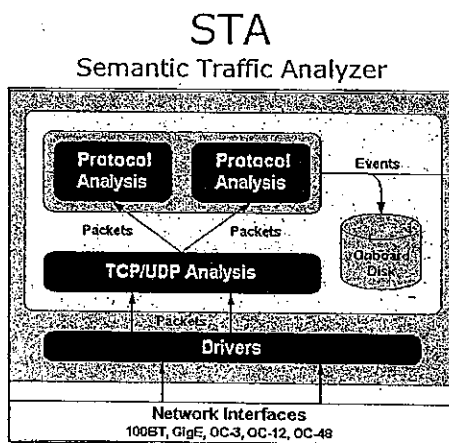 STA
Semantic Traffic Analyzer
Protocol Analysis
Protocol Analysis
Events
Packets
Packets
Onboard
Disk
TCP/UDP Analysis
Packets
Drivers
Network Interfaces
100BT, GigE, OC-3, OC-12, OC-48